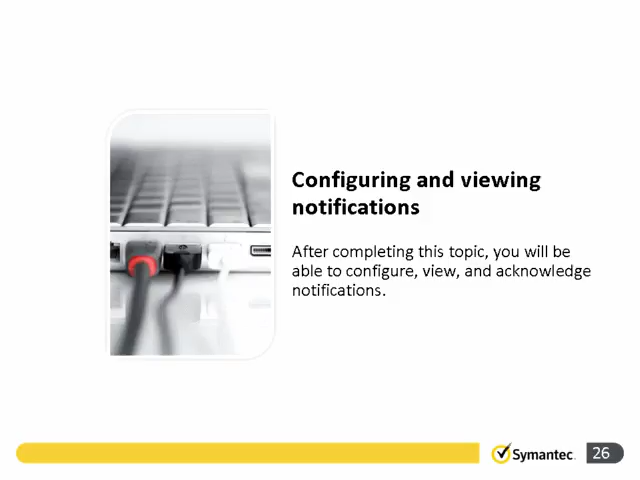 Configuring and viewing
notifications
After completing this topic, you will be
able to configure, view, and acknowledge
notifications.
Symantec.
26